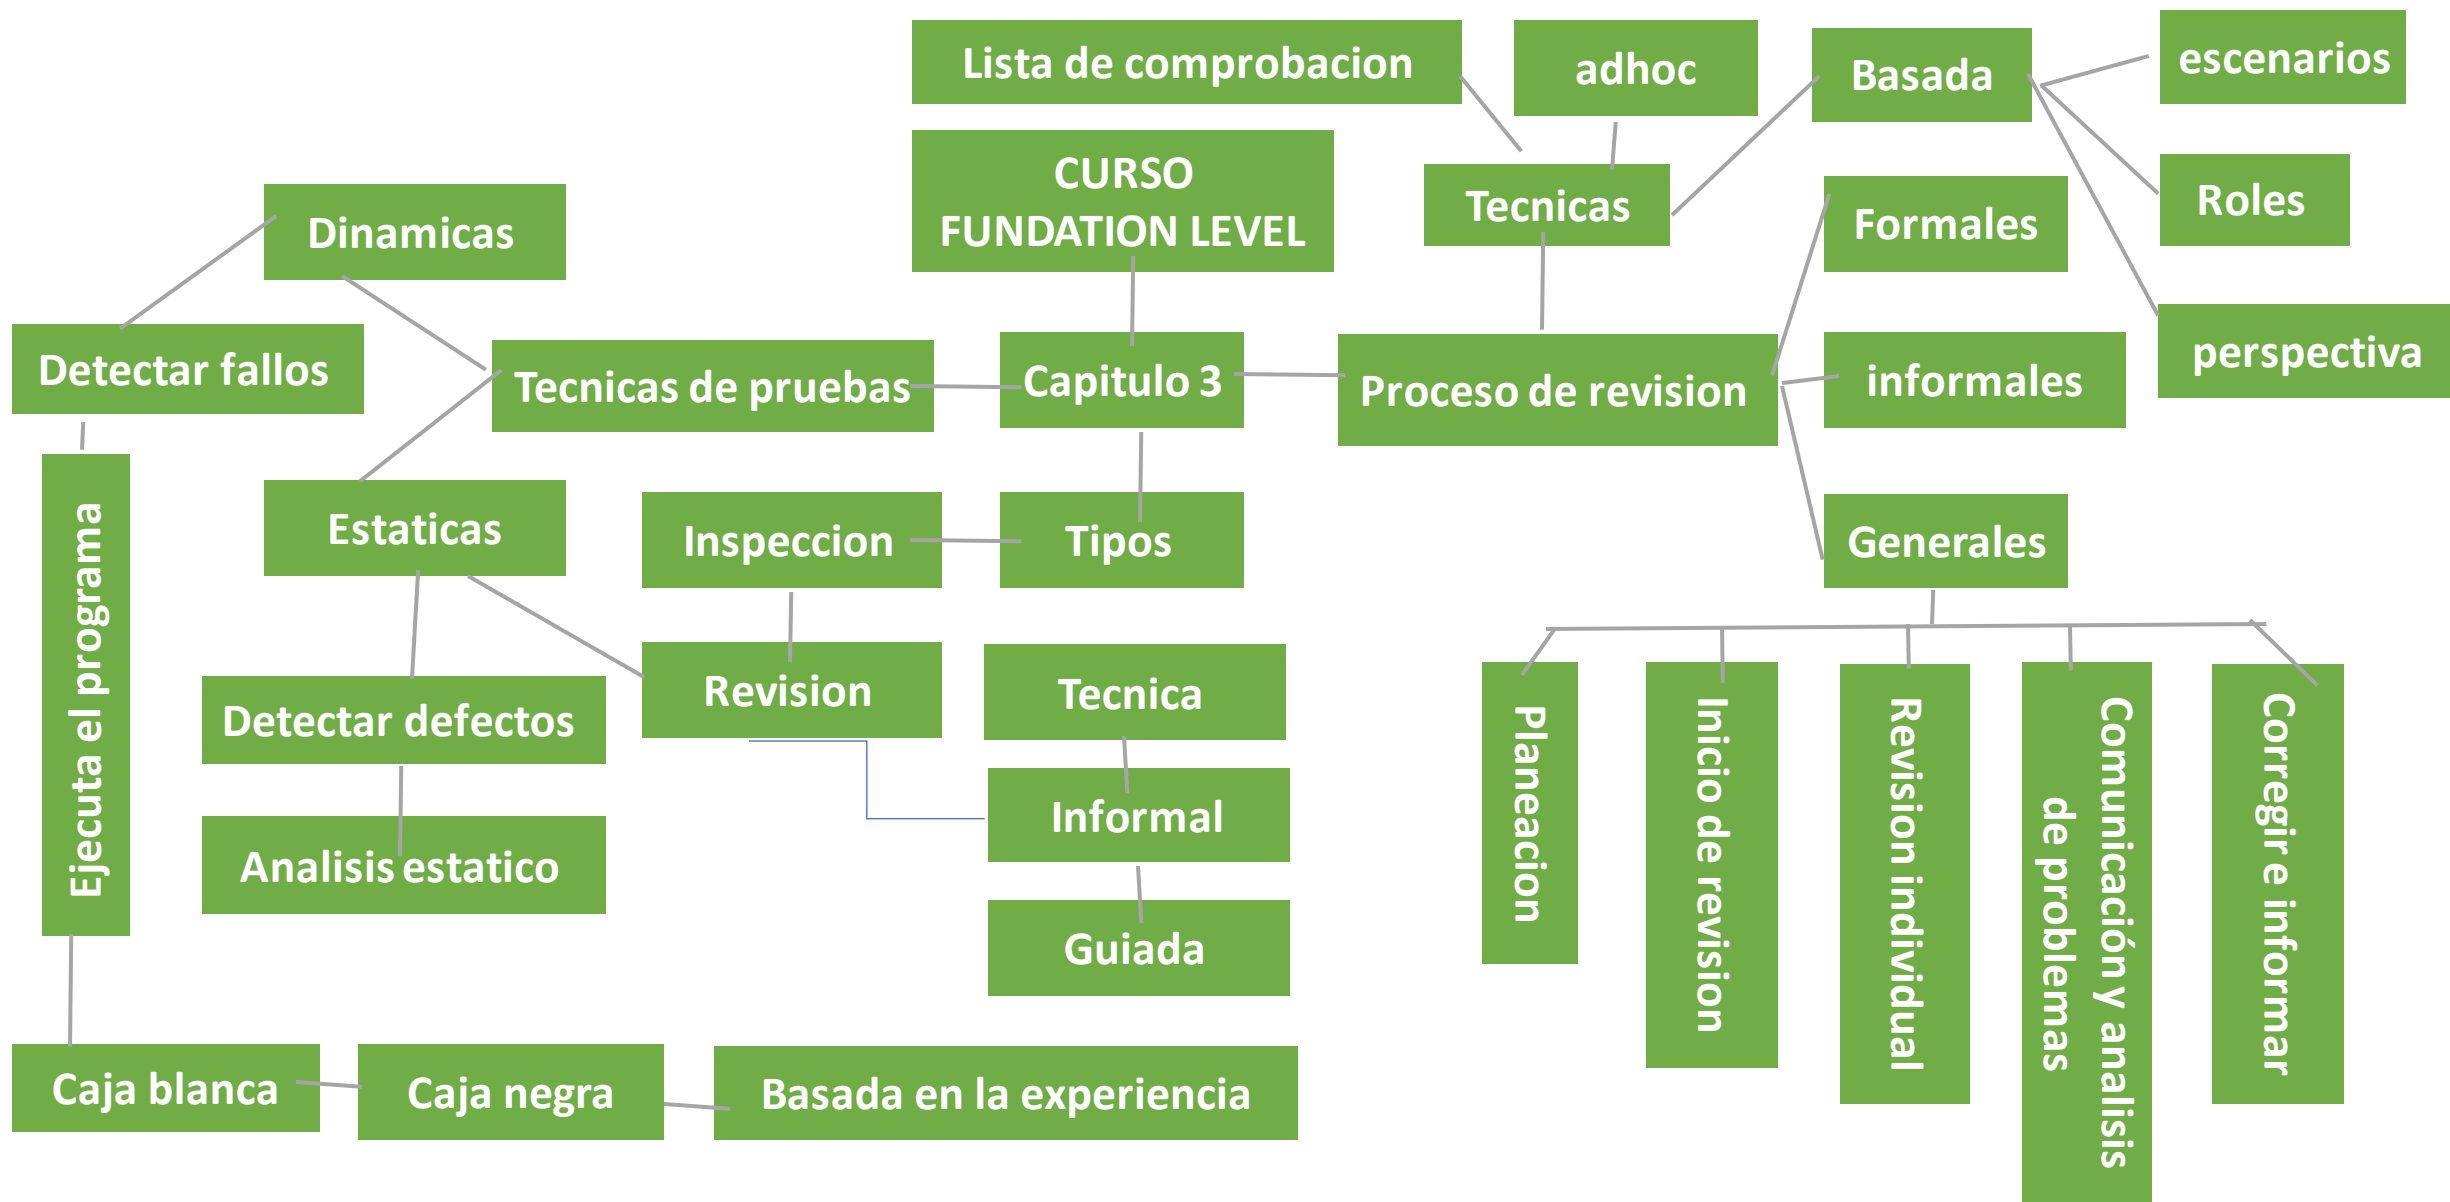 Lista de comprobacion
adhoc
Basada
escenarios
CURSO
FUNDATION LEVEL
Tecnicas
Roles
Dinamicas
Formales
Detectar fallos
Tecnicas de pruebas
Capitulo 3
Proceso de revision
informales
perspectiva
Ejecuta el programa
Estaticas
Inspeccion
Tipos
Generales
Detectar defectos
Revision
Tecnica
Analisis estatico
Informal
Guiada
Planeacion
Inicio de revision
Revision individual
Comunicación y analisis
de problemas
Corregir e informar
Caja blanca
Caja negra
Basada en la experiencia